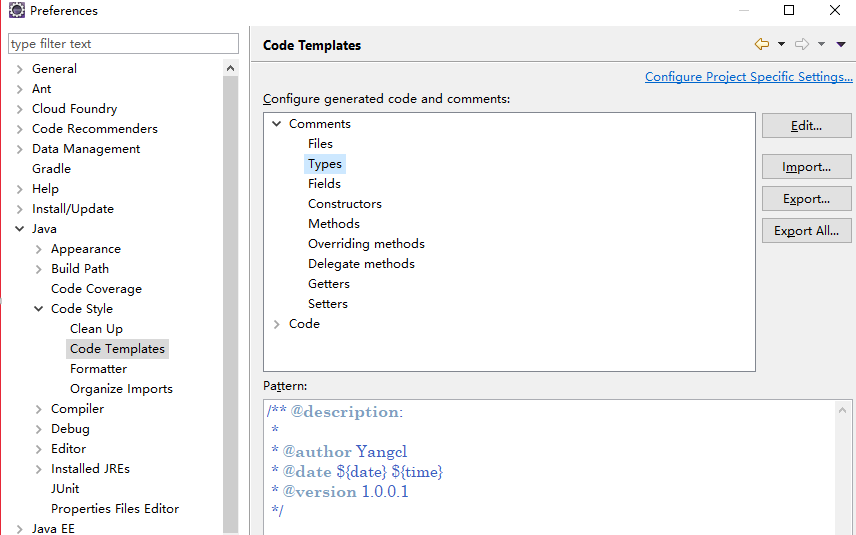 Preferences
type filter text
General
Ant
Cloud Foundry
Code Recommenders
Data Management
Gradle
Help
Install/Update
Java
Appearance
Build Path
Code Coverage
Code Style
Clean Up
Code Templates
Formatter
Organize Imports
Compiler
Debug
Editor
Installed JREs
JUnit
Properties Files Editor
Java EE
Code Templates
Configure Project Specific Settings...
Configure generated code and comments:
Comments
Files
Types
Fields
Constructors
Methods
Overriding methods
Delegate methods
Getters
Setters
Code
Edit...
Import...
Export...
Export All...
Pattern:
/** @description:
*
* @author Yangcl
* @date ${date} ${time}
* @version 1.0.0.1
*/